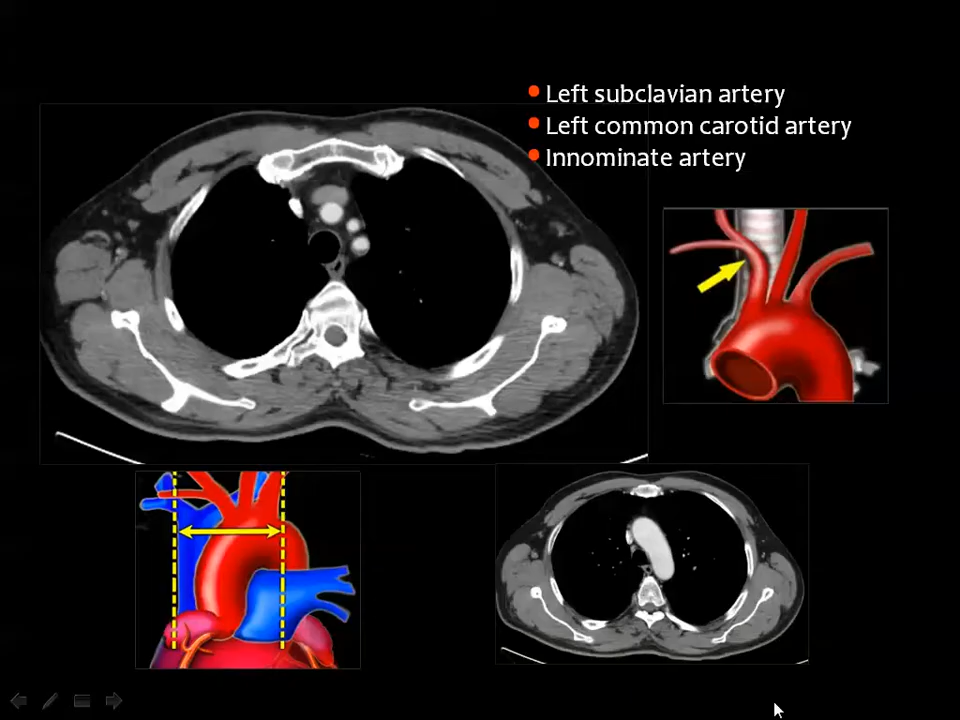 Left subclavian artery
Left common carotid artery
Innominate artery